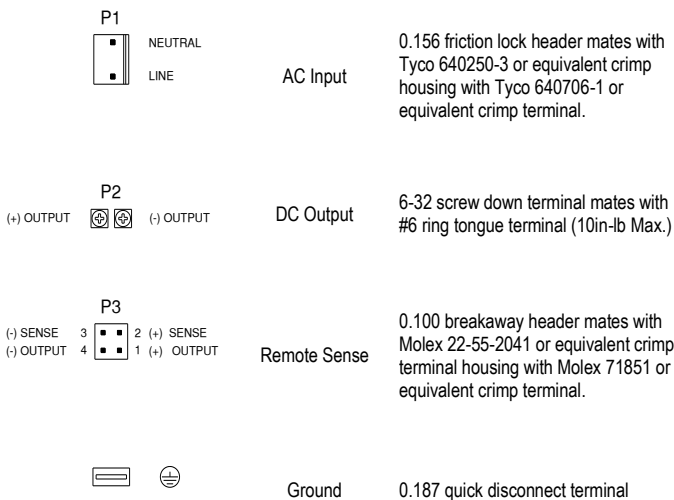 P1
NEUTRAL
LINE
AC Input
0.156 friction lock header mates with
Tyco 640250-3 or equivalent crimp
housing with Tyco 640706-1 or
equivalent crimp terminal.
P2
(+) OUTPUT
(-) OUTPUT
DC Output
6-32 screw down terminal mates with
#6 ring tongue terminal (10in-lb Max.)
P3
(-) SENSE 3 2 (+) SENSE
(-) OUTPUT 4 1 (+) OUTPUT
Remote Sense
0.100 breakaway header mates with
Molex 22-55-2041 or equivalent crimp
terminal housing with Molex 71851 or
equivalent crimp terminal.
Ground
0.187 quick disconnect terminal